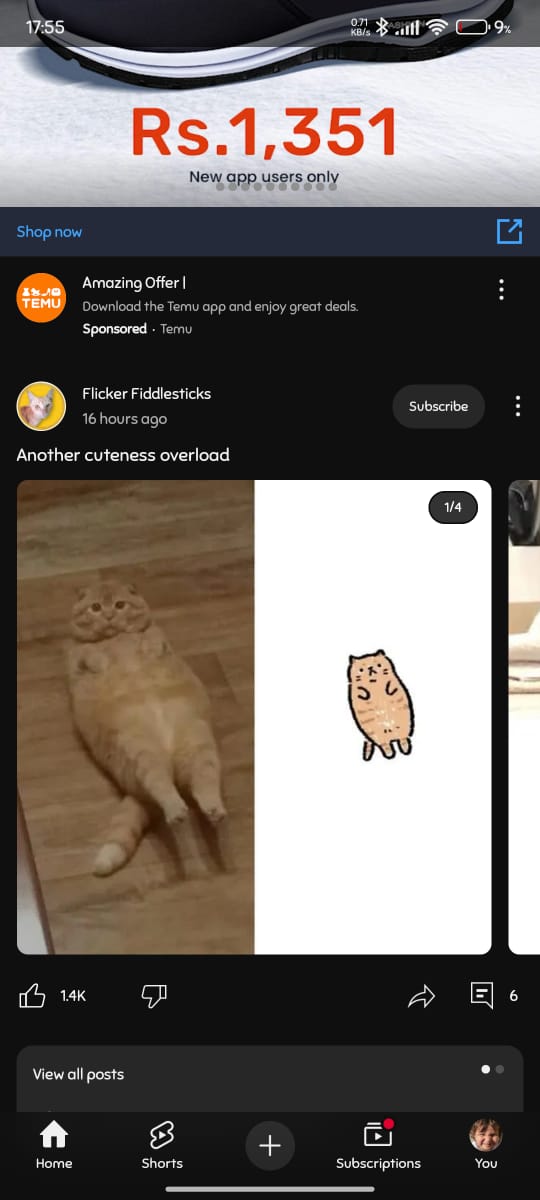 17:55
0.71
KB/s
9%
Rs.1,351
New app users only
Shop now
TEMU
Amazing Offer |
Download the Temu app and enjoy great deals.
Sponsored · Temu
Flicker Fiddlesticks
16 hours ago
Subscribe
Another cuteness overload
1/4
1.4K
6
View all posts
Home
Shorts
Subscriptions
You